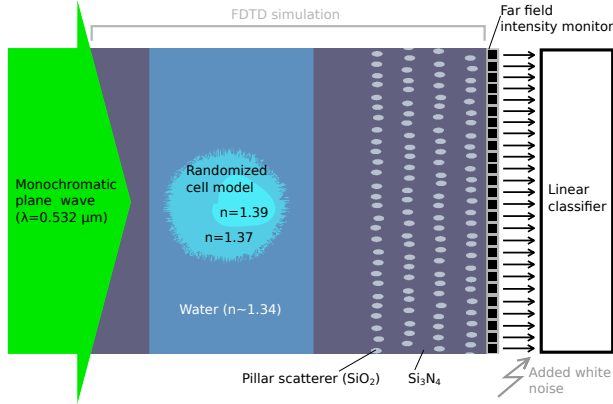 FDTD simulation
Far field
intensity monitor
Monochromatic
plane wave
(λ=0.532 μm)
Randomized
cell model
n=1.39
n=1.37
Water (n~1.34)
Linear
classifier
Pillar scatterer (SiO₂)
Si₃N₄
Added white
noise